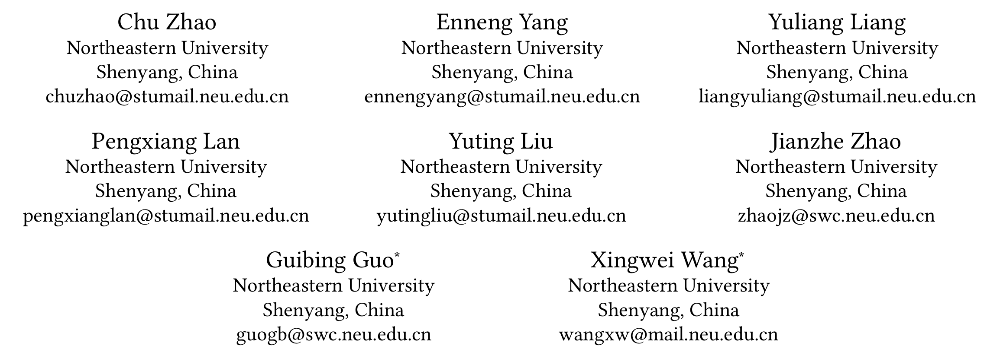 Chu Zhao
Northeastern University
Shenyang, China
chuzhao@stumail.neu.edu.cn
Enneng Yang
Northeastern University
Shenyang, China
ennengyang@stumail.neu.edu.cn
Yuliang Liang
Northeastern University
Shenyang, China
liangyuliang@stumail.neu.edu.cn
Pengxiang Lan
Northeastern University
Shenyang, China
pengxianglan@stumail.neu.edu.cn
Yuting Liu
Northeastern University
Shenyang, China
yutingliu@stumail.neu.edu.cn
Jianzhe Zhao
Northeastern University
Shenyang, China
zhaojz@swc.neu.edu.cn
Guibing Guo*
Northeastern University
Shenyang, China
guogb@swc.neu.edu.cn
Xingwei Wang*
Northeastern University
Shenyang, China
wangxw@mail.neu.edu.cn